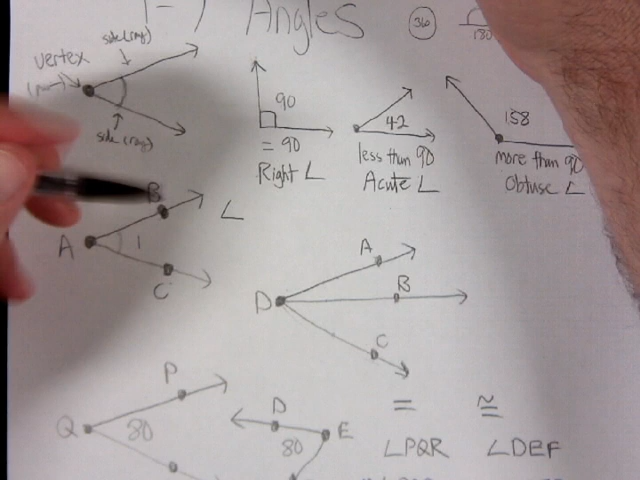 Angles
36
180
side (ray)
vertex
side (ray)
90
= 90
Right ∠
42
less than 90
Acute ∠
158
more than 90
Obtuse ∠
B
∠
A
1
C
A
B
D
C
P
Q
80
D
80
E
= ≅
∠PQR ∠DEF